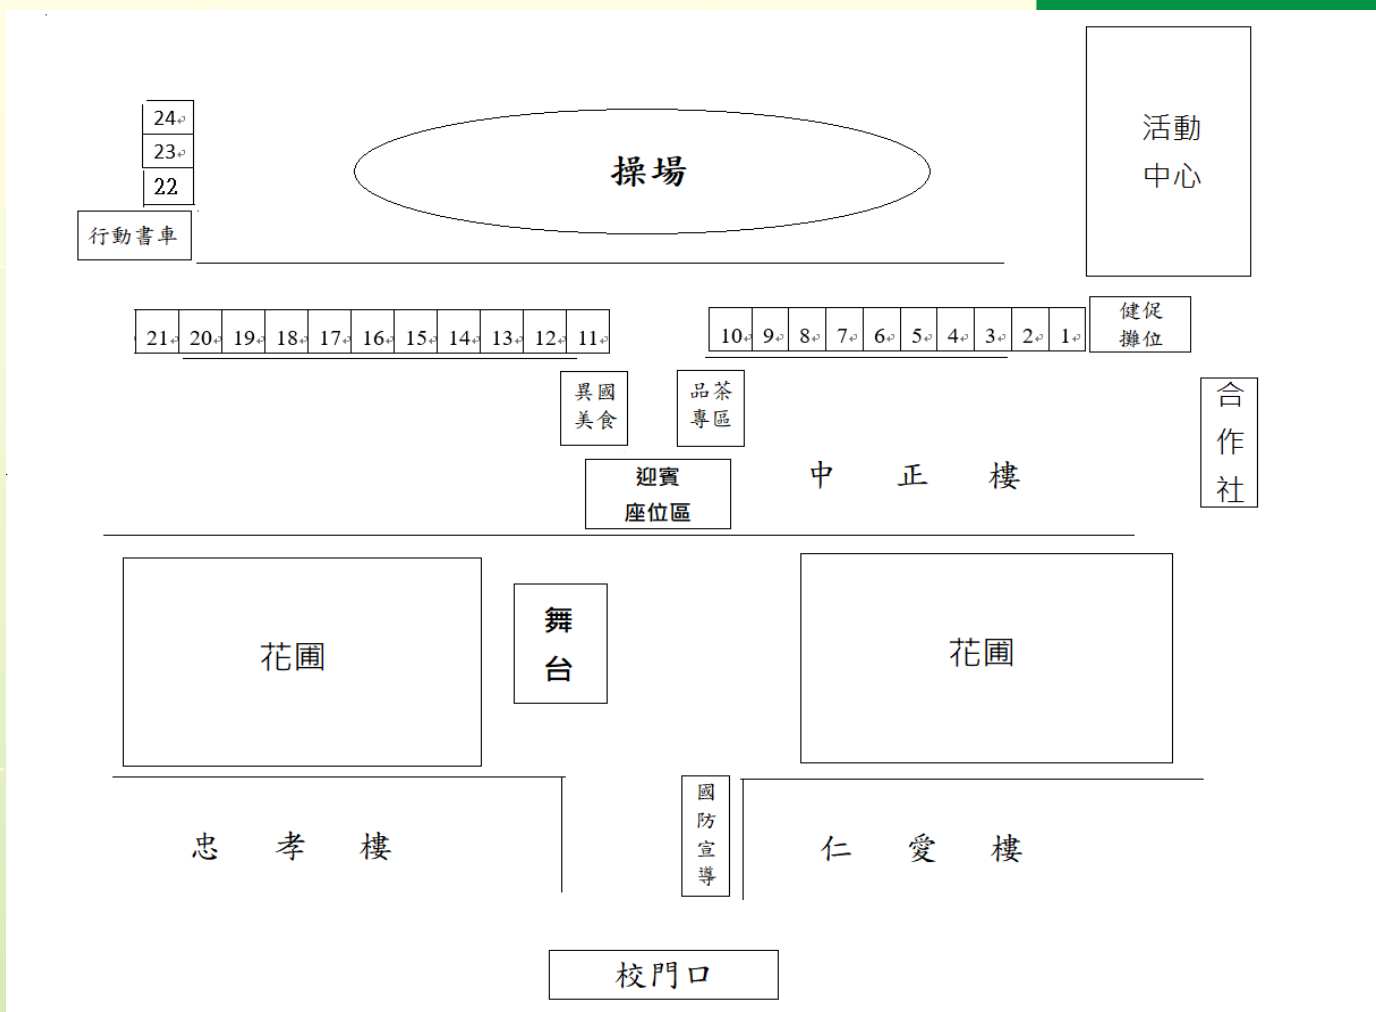 24
23
22
行動書車
操場
活動
中心
21 20 19 18 17 16 15 14 13 12 11
10 9 8 7 6 5 4 3 2 1
健促
攤位
異國
美食
品茶
專區
合
作
社
迎賓
座位區
中正樓
花圃
舞
台
花圃
忠孝樓
國
防
宣
導
仁愛樓
校門口